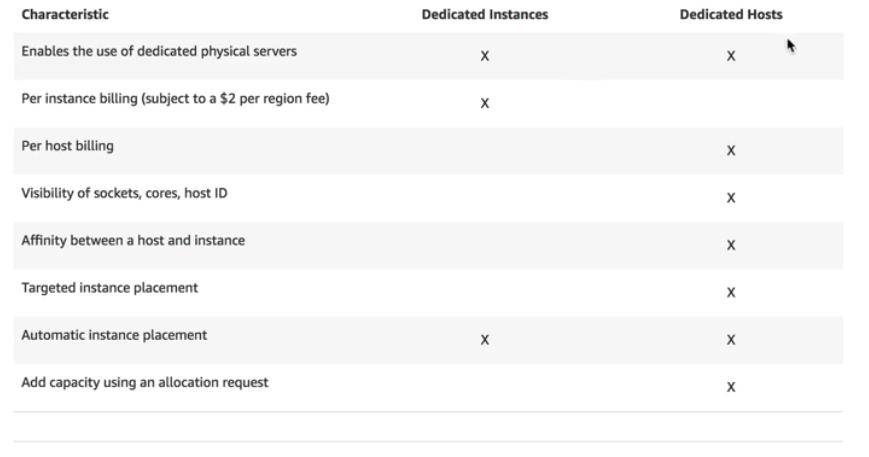 Characteristic Dedicated Instances Dedicated Hosts
Enables the use of dedicated physical servers X X
Per instance billing (subject to a $2 per region fee) X
Per host billing X
Visibility of sockets, cores, host ID X
Affinity between a host and instance X
Targeted instance placement X
Automatic instance placement X X
Add capacity using an allocation request X